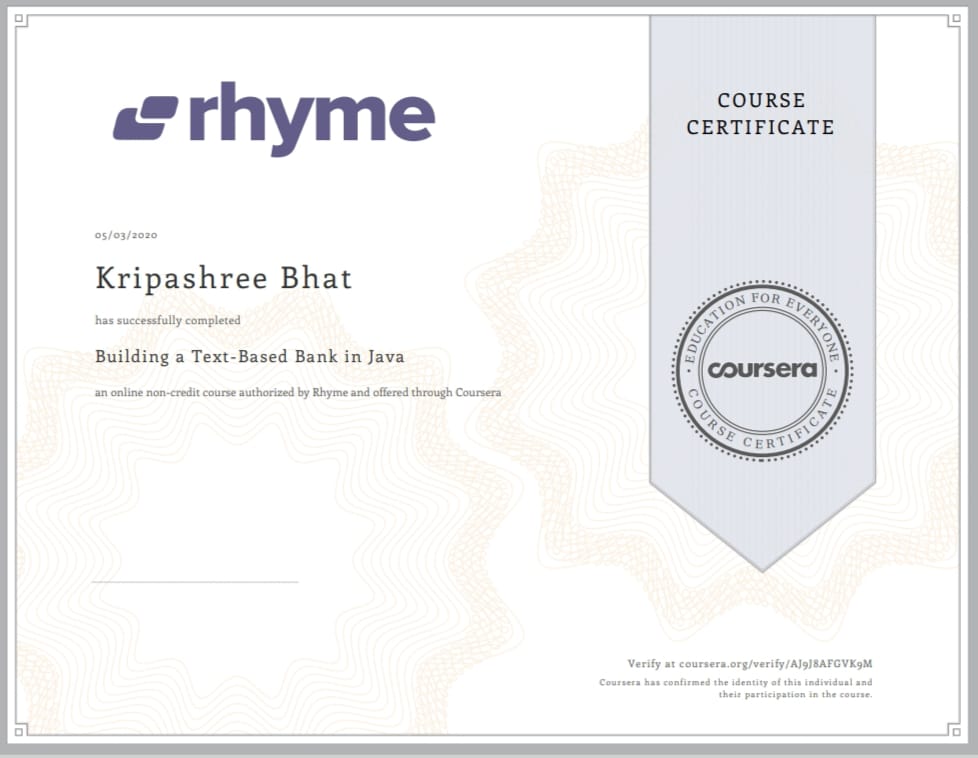 rhyme
COURSE
CERTIFICATE
05/03/2020
Kripashree Bhat
has successfully completed
Building a Text-Based Bank in Java
an online non-credit course authorized by Rhyme and offered through Coursera
EDUCATION FOR EVERYONE
coursera
COURSE CERTIFICATE
Verify at coursera.org/verify/AJ9J8AFGVK9M
Coursera has confirmed the identity of this individual and
their participation in the course.